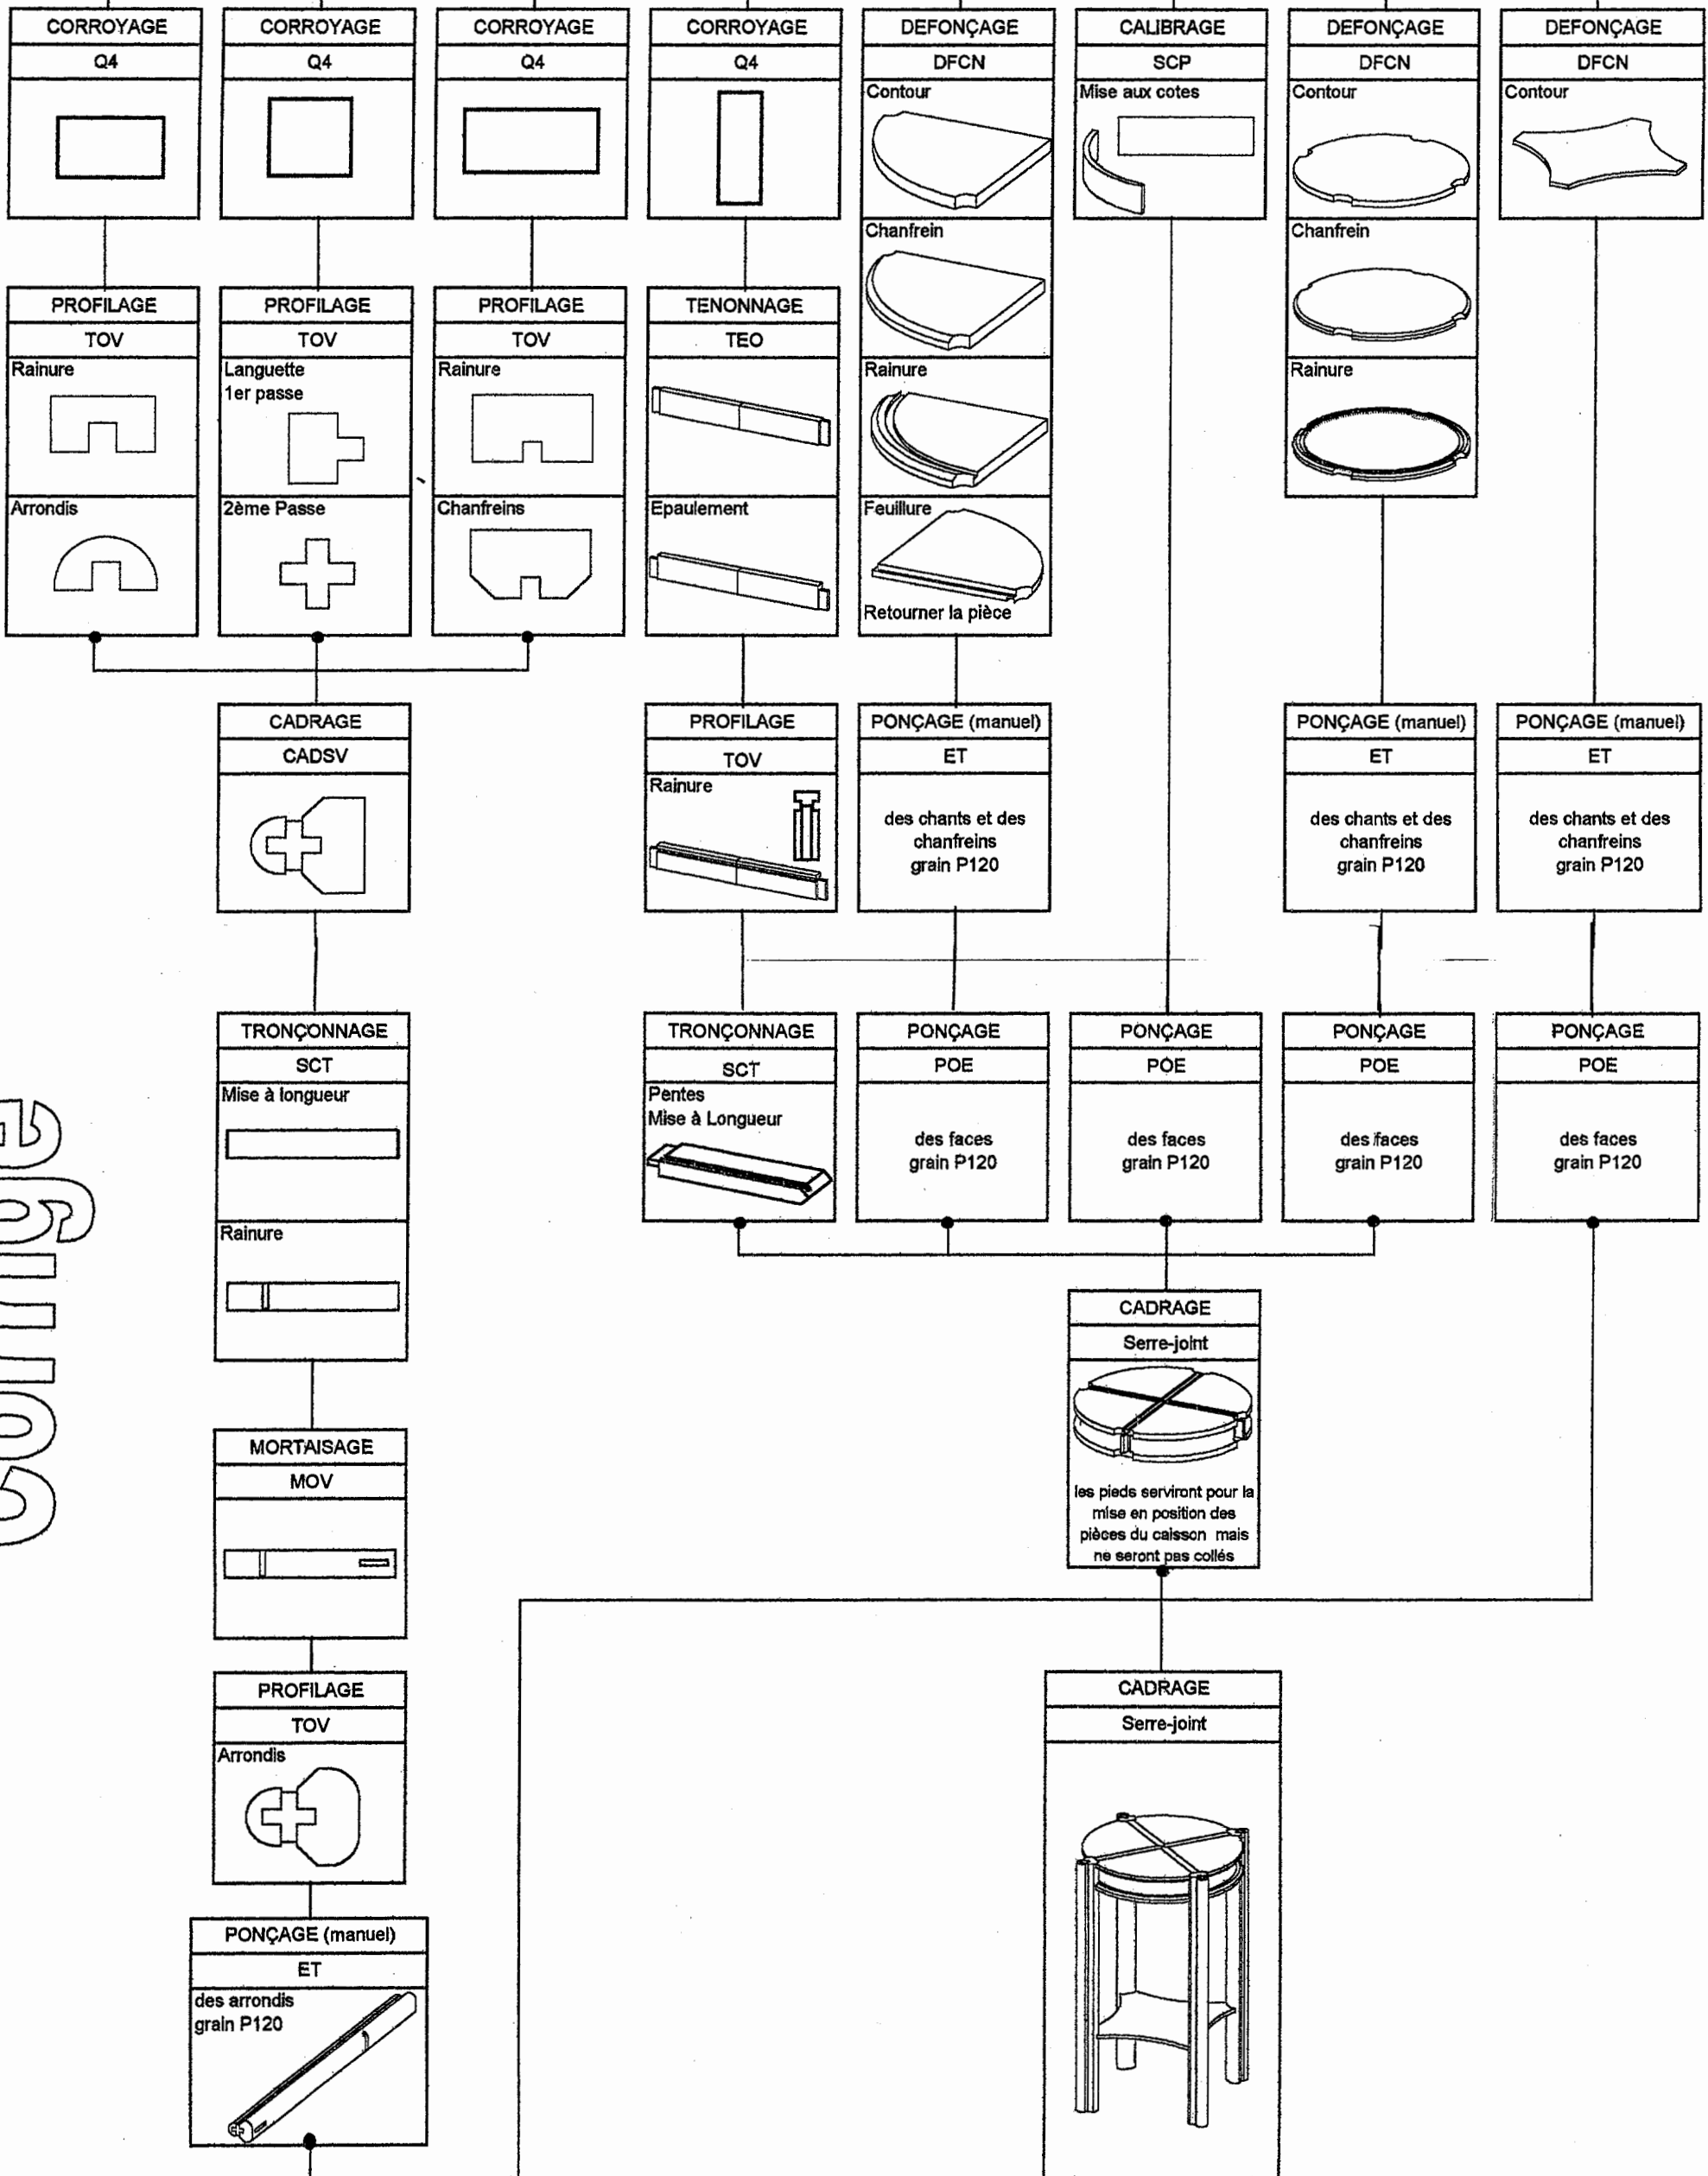 CORROYAGE
Q4
CORROYAGE
Q4
CORROYAGE
Q4
CORROYAGE
Q4
DEFONÇAGE
DFCN
Contour
Chanfrein
Rainure
Feuillure
Retourner la pièce
CALIBRAGE
SCP
Mise aux cotes
DEFONÇAGE
DFCN
Contour
Chanfrein
Rainure
DEFONÇAGE
DFCN
Contour
PROFILAGE
TOV
Rainure
Arrondis
PROFILAGE
TOV
Languette
1er passe
2ème Passe
PROFILAGE
TOV
Rainure
Chanfreins
TENONNAGE
TEO
Epaulement
CADRAGE
CADSV
PROFILAGE
TOV
Rainure
PONÇAGE (manuel)
ET
des chants et des
chanfreins
grain P120
PONÇAGE (manuel)
ET
des chants et des
chanfreins
grain P120
PONÇAGE (manuel)
ET
des chants et des
chanfreins
grain P120
TRONÇONNAGE
SCT
Mise à longueur
Rainure
TRONÇONNAGE
SCT
Pentes
Mise à Longueur
PONÇAGE
POE
des faces
grain P120
PONÇAGE
POE
des faces
grain P120
PONÇAGE
POE
des faces
grain P120
PONÇAGE
POE
des faces
grain P120
corrigé
CADRAGE
Serre-joint
les pieds serviront pour la
mise en position des
pièces du caisson mais
ne seront pas collés
MORTAISAGE
MOV
PROFILAGE
TOV
Arrondis
CADRAGE
Serre-joint
PONÇAGE (manuel)
ET
des arrondis
grain P120